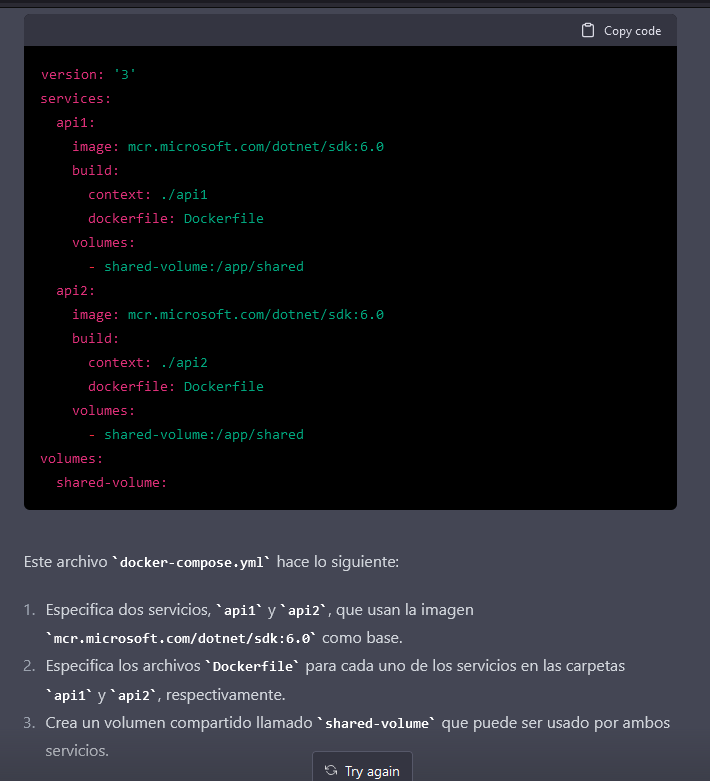 Copy code
version: '3'
services:
  api1:
    image: mcr.microsoft.com/dotnet/sdk:6.0
    build:
      context: ./api1
      dockerfile: Dockerfile
    volumes:
      - shared-volume:/app/shared
  api2:
    image: mcr.microsoft.com/dotnet/sdk:6.0
    build:
      context: ./api2
      dockerfile: Dockerfile
    volumes:
      - shared-volume:/app/shared
volumes:
  shared-volume:
Este archivo `docker-compose.yml` hace lo siguiente:
1. Especifica dos servicios, `api1` y `api2`, que usan la imagen
`mcr.microsoft.com/dotnet/sdk:6.0` como base.
2. Especifica los archivos `Dockerfile` para cada uno de los servicios en las carpetas
`api1` y `api2`, respectivamente.
3. Crea un volumen compartido llamado `shared-volume` que puede ser usado por ambos
servicios.
Try again